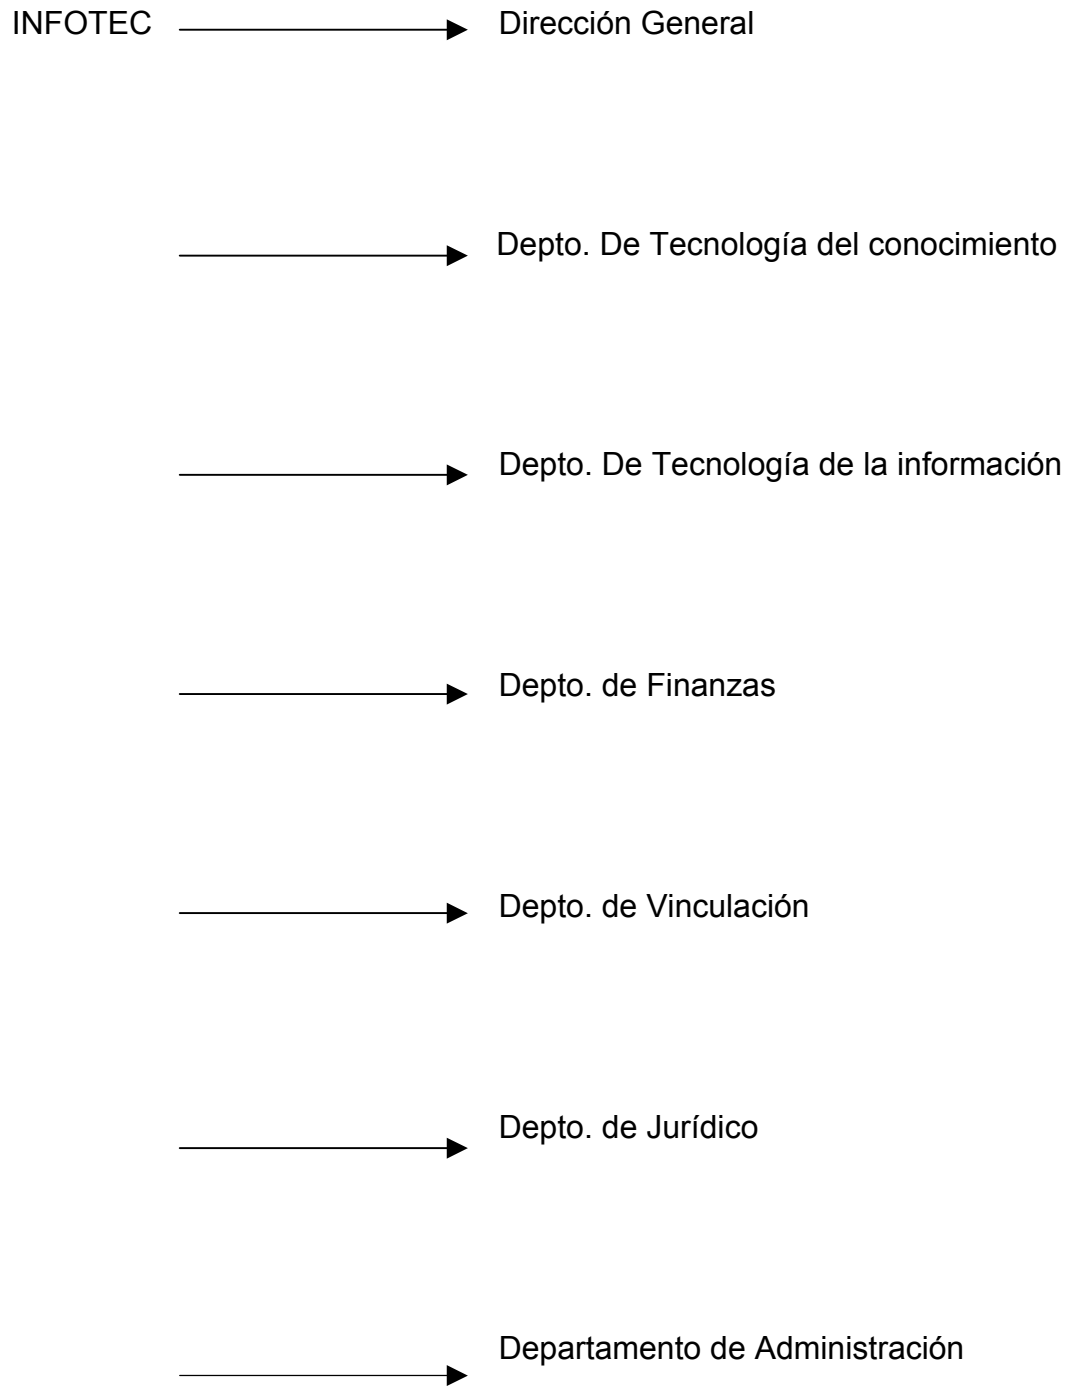 INFOTEC Dirección General
Depto. De Tecnología del conocimiento
Depto. De Tecnología de la información
Depto. de Finanzas
Depto. de Vinculación
Depto. de Jurídico
Departamento de Administración